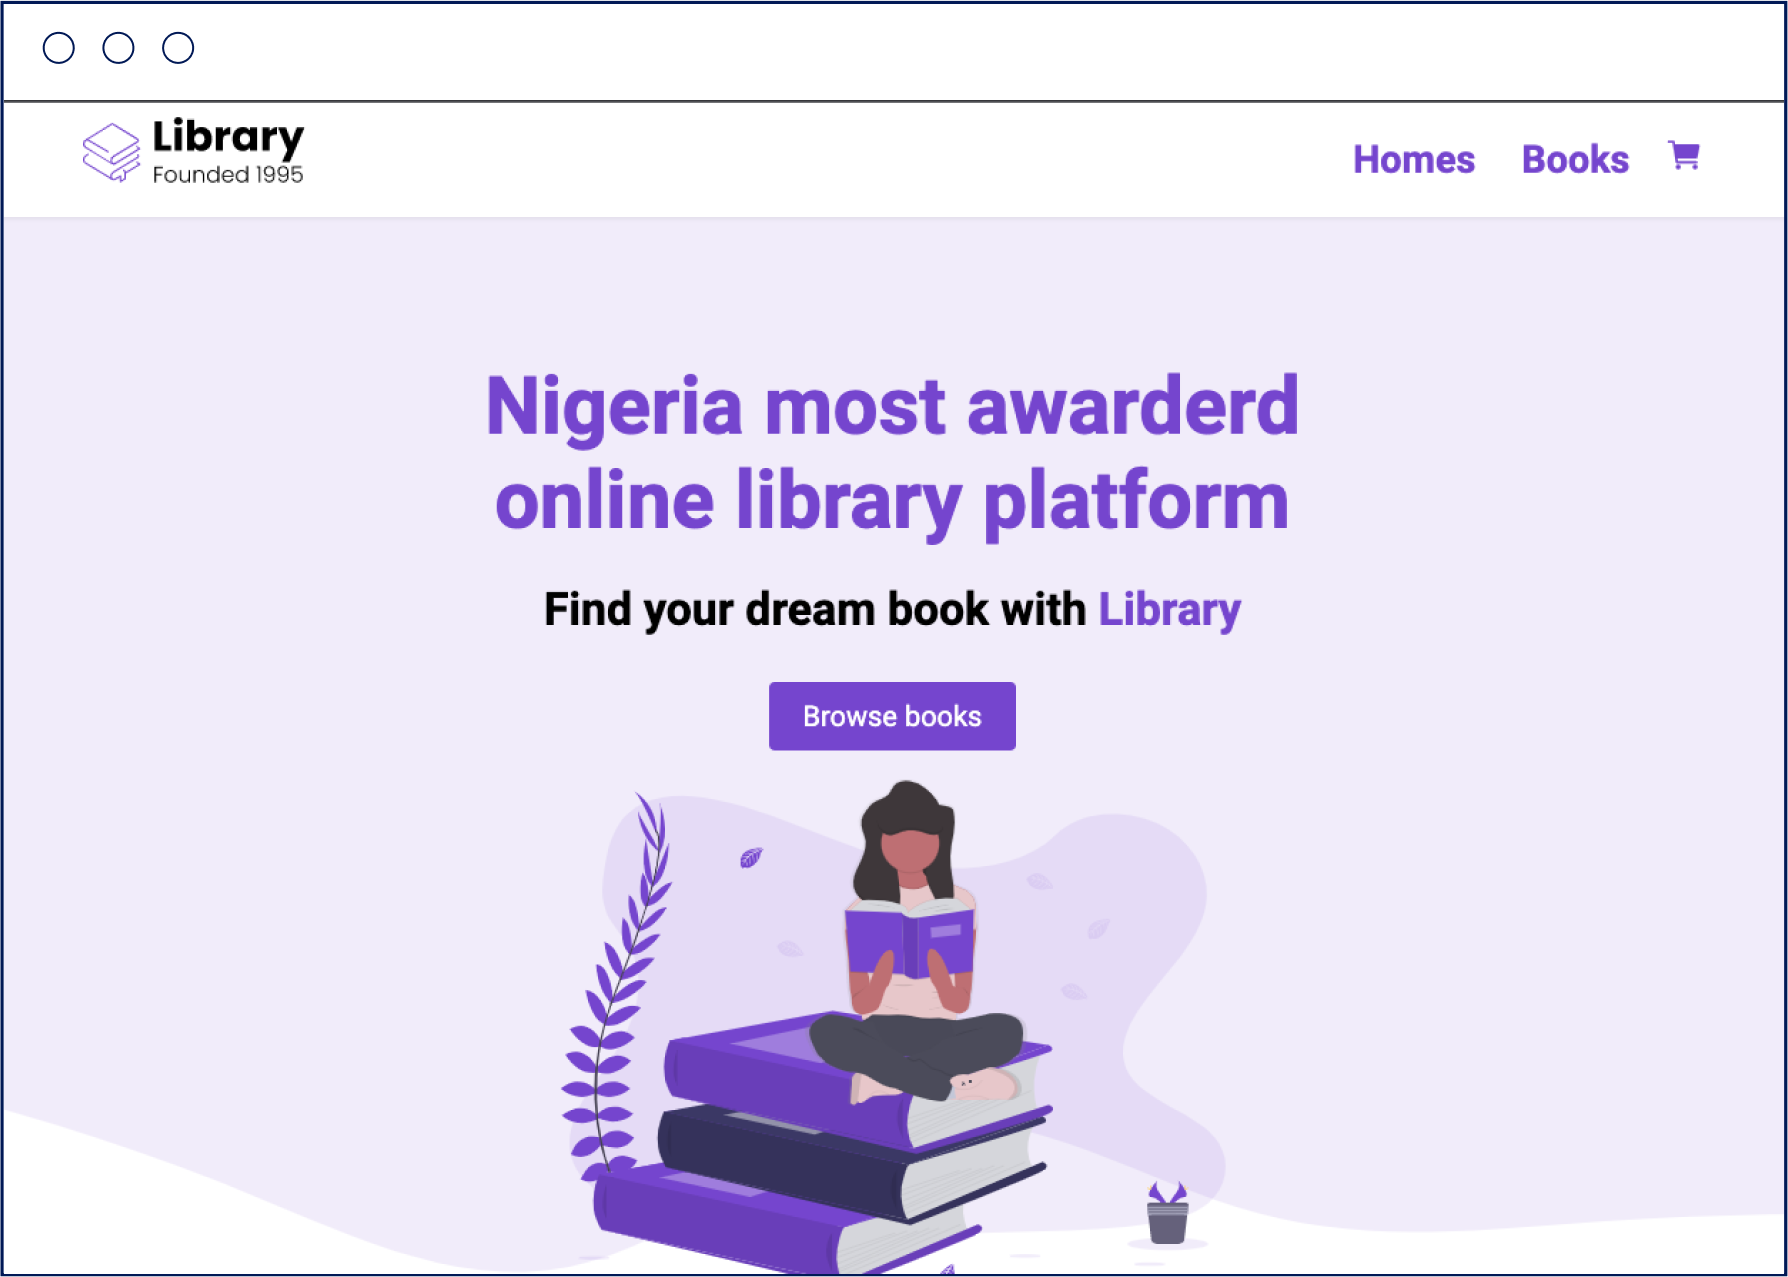 Library
Founded 1995
Homes Books
Nigeria most awarderd
online library platform
Find your dream book with Library
Browse books